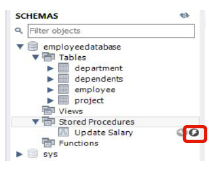 SCHEMAS
Filter objects
employeedatabase
Tables
department
dependents
employee
project
Views
Stored Procedures
Update Salary
Functions
sys